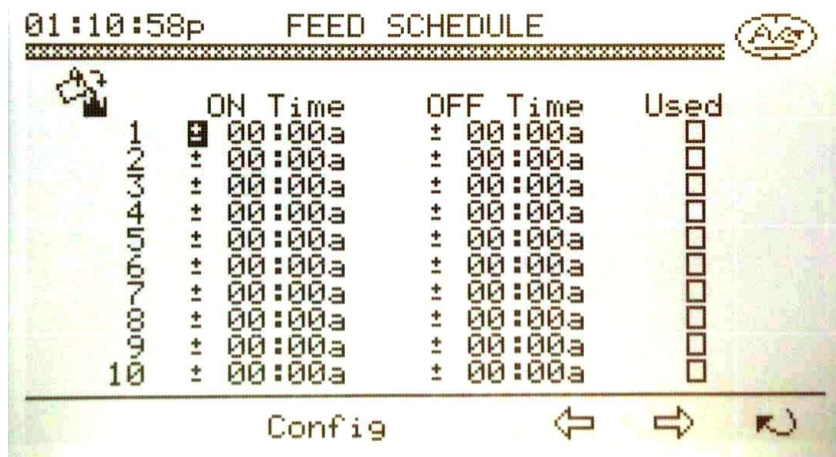 01:10:58p FEED SCHEDULE AVS
ON Time OFF Time Used
1 ± 00:00a ± 00:00a
2 ± 00:00a ± 00:00a
3 ± 00:00a ± 00:00a
4 ± 00:00a ± 00:00a
5 ± 00:00a ± 00:00a
6 ± 00:00a ± 00:00a
7 ± 00:00a ± 00:00a
8 ± 00:00a ± 00:00a
9 ± 00:00a ± 00:00a
10 ± 00:00a ± 00:00a
Config